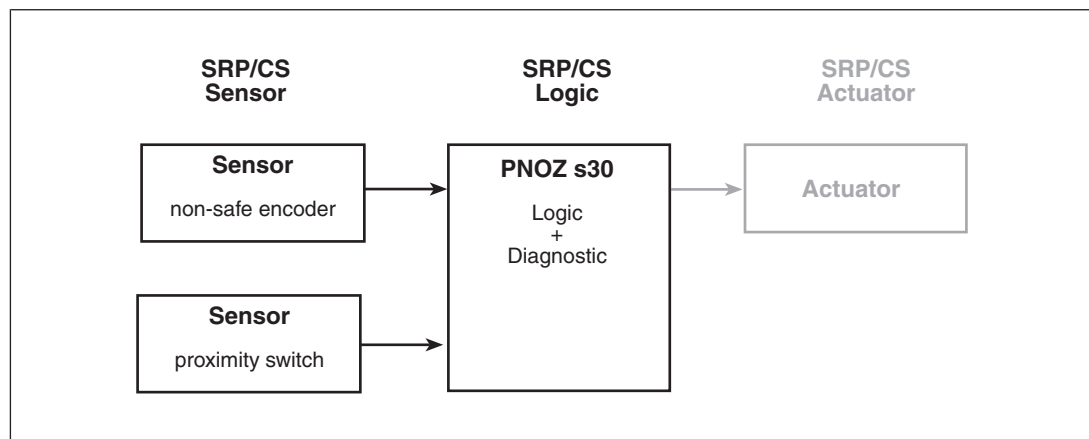 SRP/CS
Sensor
SRP/CS
Logic
SRP/CS
Actuator
Sensor
non-safe encoder
PNOZ s30
Logic
+
Diagnostic
Actuator
Sensor
proximity switch